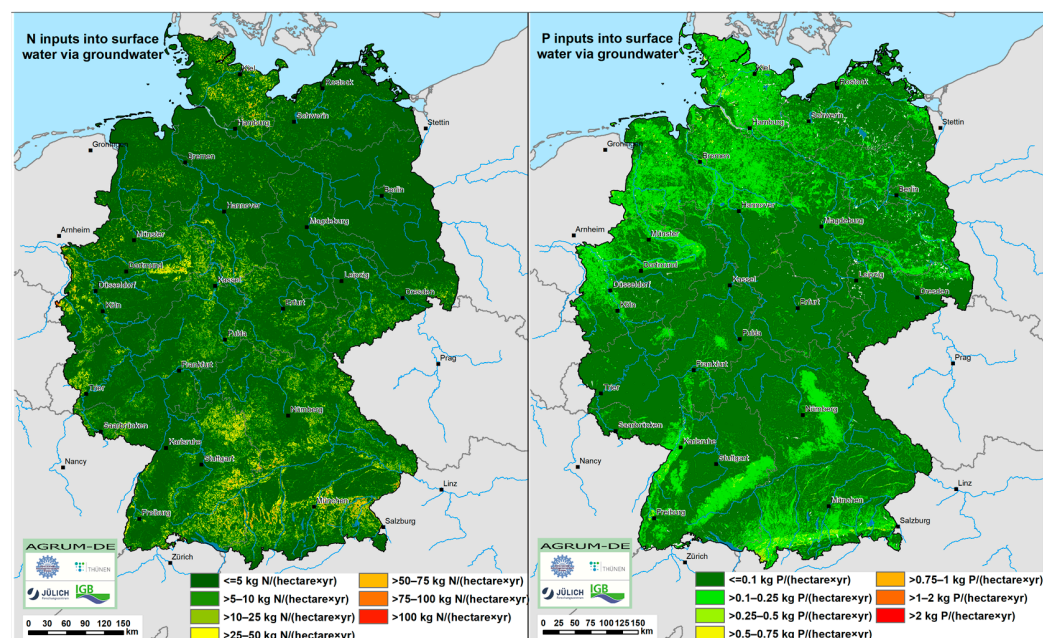 N inputs into surface
water via groundwater
Kiel
Rostock
Hamburg
Schwerin
Stettin
Groningen
Bremen
Berlin
Hannover
Magdeburg
Arnheim
Münster
Dortmund
Düsseldorf
Kassel
Leipzig
Köln
Erfurt
Dresden
Fulda
Prag
Frankfurt
Trier
Nürnberg
Saarbrücken
Karlsruhe
Nancy
Stuttgart
Linz
München
Freiburg
Salzburg
Zürich
AGRUM-DE
THÜNEN
JÜLICH
Forschungszentrum
IGB
<=5 kg N/(hectare×yr)
>5–10 kg N/(hectare×yr)
>10–25 kg N/(hectare×yr)
>25–50 kg N/(hectare×yr)
>50–75 kg N/(hectare×yr)
>75–100 kg N/(hectare×yr)
>100 kg N/(hectare×yr)
0 30 60 90 120 150 km
P inputs into surface
water via groundwater
Kiel
Rostock
Hamburg
Schwerin
Stettin
Groningen
Bremen
Berlin
Hannover
Magdeburg
Arnheim
Münster
Dortmund
Düsseldorf
Kassel
Leipzig
Köln
Erfurt
Dresden
Fulda
Prag
Frankfurt
Trier
Nürnberg
Saarbrücken
Karlsruhe
Nancy
Stuttgart
Linz
München
Freiburg
Salzburg
Zürich
AGRUM-DE
THÜNEN
JÜLICH
Forschungszentrum
IGB
<=0.1 kg P/(hectare×yr)
>0.1–0.25 kg P/(hectare×yr)
>0.25–0.5 kg P/(hectare×yr)
>0.5–0.75 kg P/(hectare×yr)
>0.75–1 kg P/(hectare×yr)
>1–2 kg P/(hectare×yr)
>2 kg P/(hectare×yr)
0 30 60 90 120 150 km